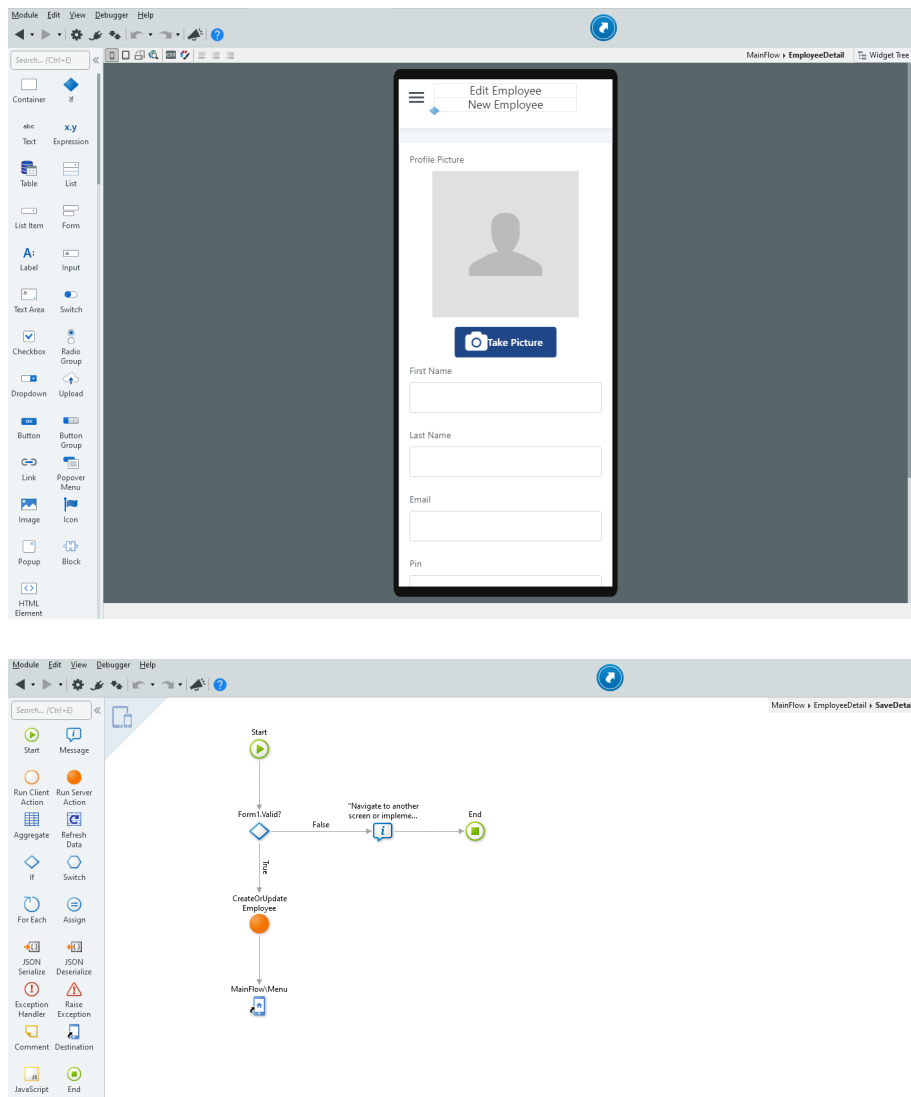 Module Edit View Debugger Help
Search... (Ctrl+E)
MainFlow EmployeeDetail Widget Tree
Container If
abc x.y
Text Expression
Table List
List Item Form
A:
Label Input
Text Area Switch
Checkbox Radio Group
Dropdown Upload
OK
Button Button Group
Link Popover Menu
Image Icon
Popup Block
HTML Element
Edit Employee
New Employee
Profile Picture
Take Picture
First Name
Last Name
Email
Pin
Module Edit View Debugger Help
Search... (Ctrl+E)
MainFlow EmployeeDetail SaveDetai
Start Message
Run Client Action Run Server Action
Aggregate Refresh Data
If Switch
For Each Assign
JSON Serialize JSON Deserialize
Exception Handler Raise Exception
Comment Destination
JS
JavaScript End
Start
Form1.Valid?
False
"Navigate to another
screen or impleme...
End
True
CreateOrUpdate
Employee
MainFlow\Menu